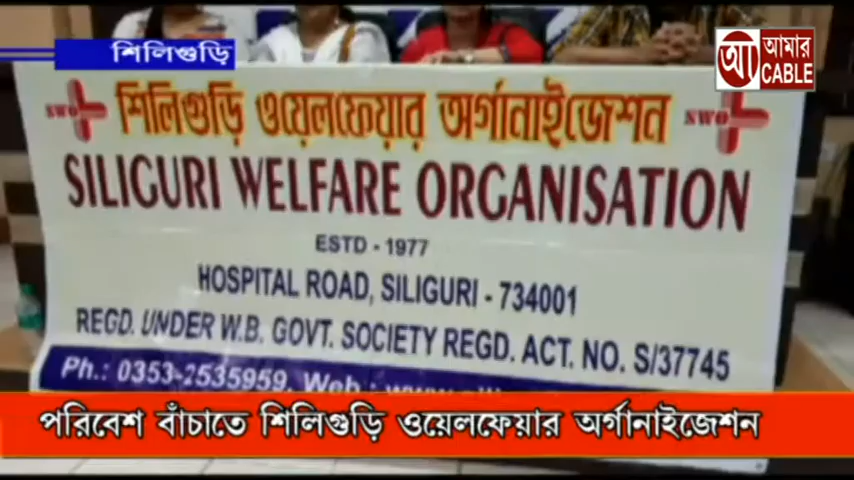 শিলিগুড়ি
আ আমার
CABLE
SWO শিলিগুড়ি ওয়েলফেয়ার অর্গানাইজেশন SWO
SILIGURI WELFARE ORGANISATION
ESTD - 1977
HOSPITAL ROAD, SILIGURI - 734001
REGD. UNDER W.B. GOVT. SOCIETY REGD. ACT. NO. S/37745
Ph.: 0353-2535959, Web :
পরিবেশ বাঁচাতে শিলিগুড়ি ওয়েলফেয়ার অর্গানাইজেশন